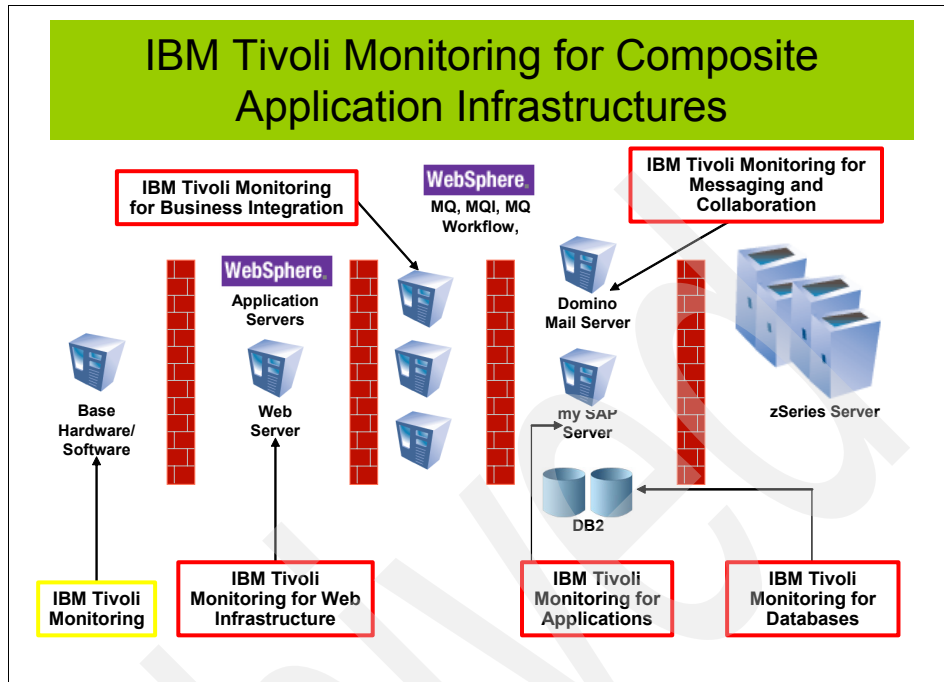 IBM Tivoli Monitoring for Composite
Application Infrastructures
IBM Tivoli Monitoring
for Business Integration
WebSphere.
MQ, MQI, MQ
Workflow,
IBM Tivoli Monitoring for
Messaging and
Collaboration
WebSphere.
Application
Servers
Domino
Mail Server
Base
Hardware/
Software
Web
Server
my SAP
Server
zSeries Server
DB2
IBM Tivoli
Monitoring
IBM Tivoli
Monitoring for Web
Infrastructure
IBM Tivoli
Monitoring for
Applications
IBM Tivoli
Monitoring for
Databases